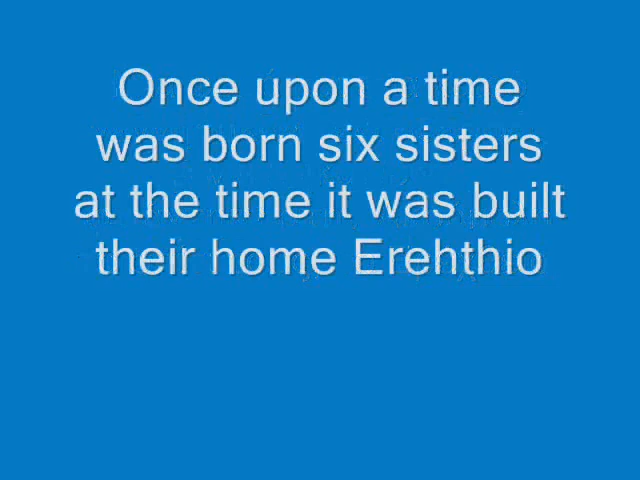 Once upon a time
was born six sisters
at the time it was built
their home Erehthio